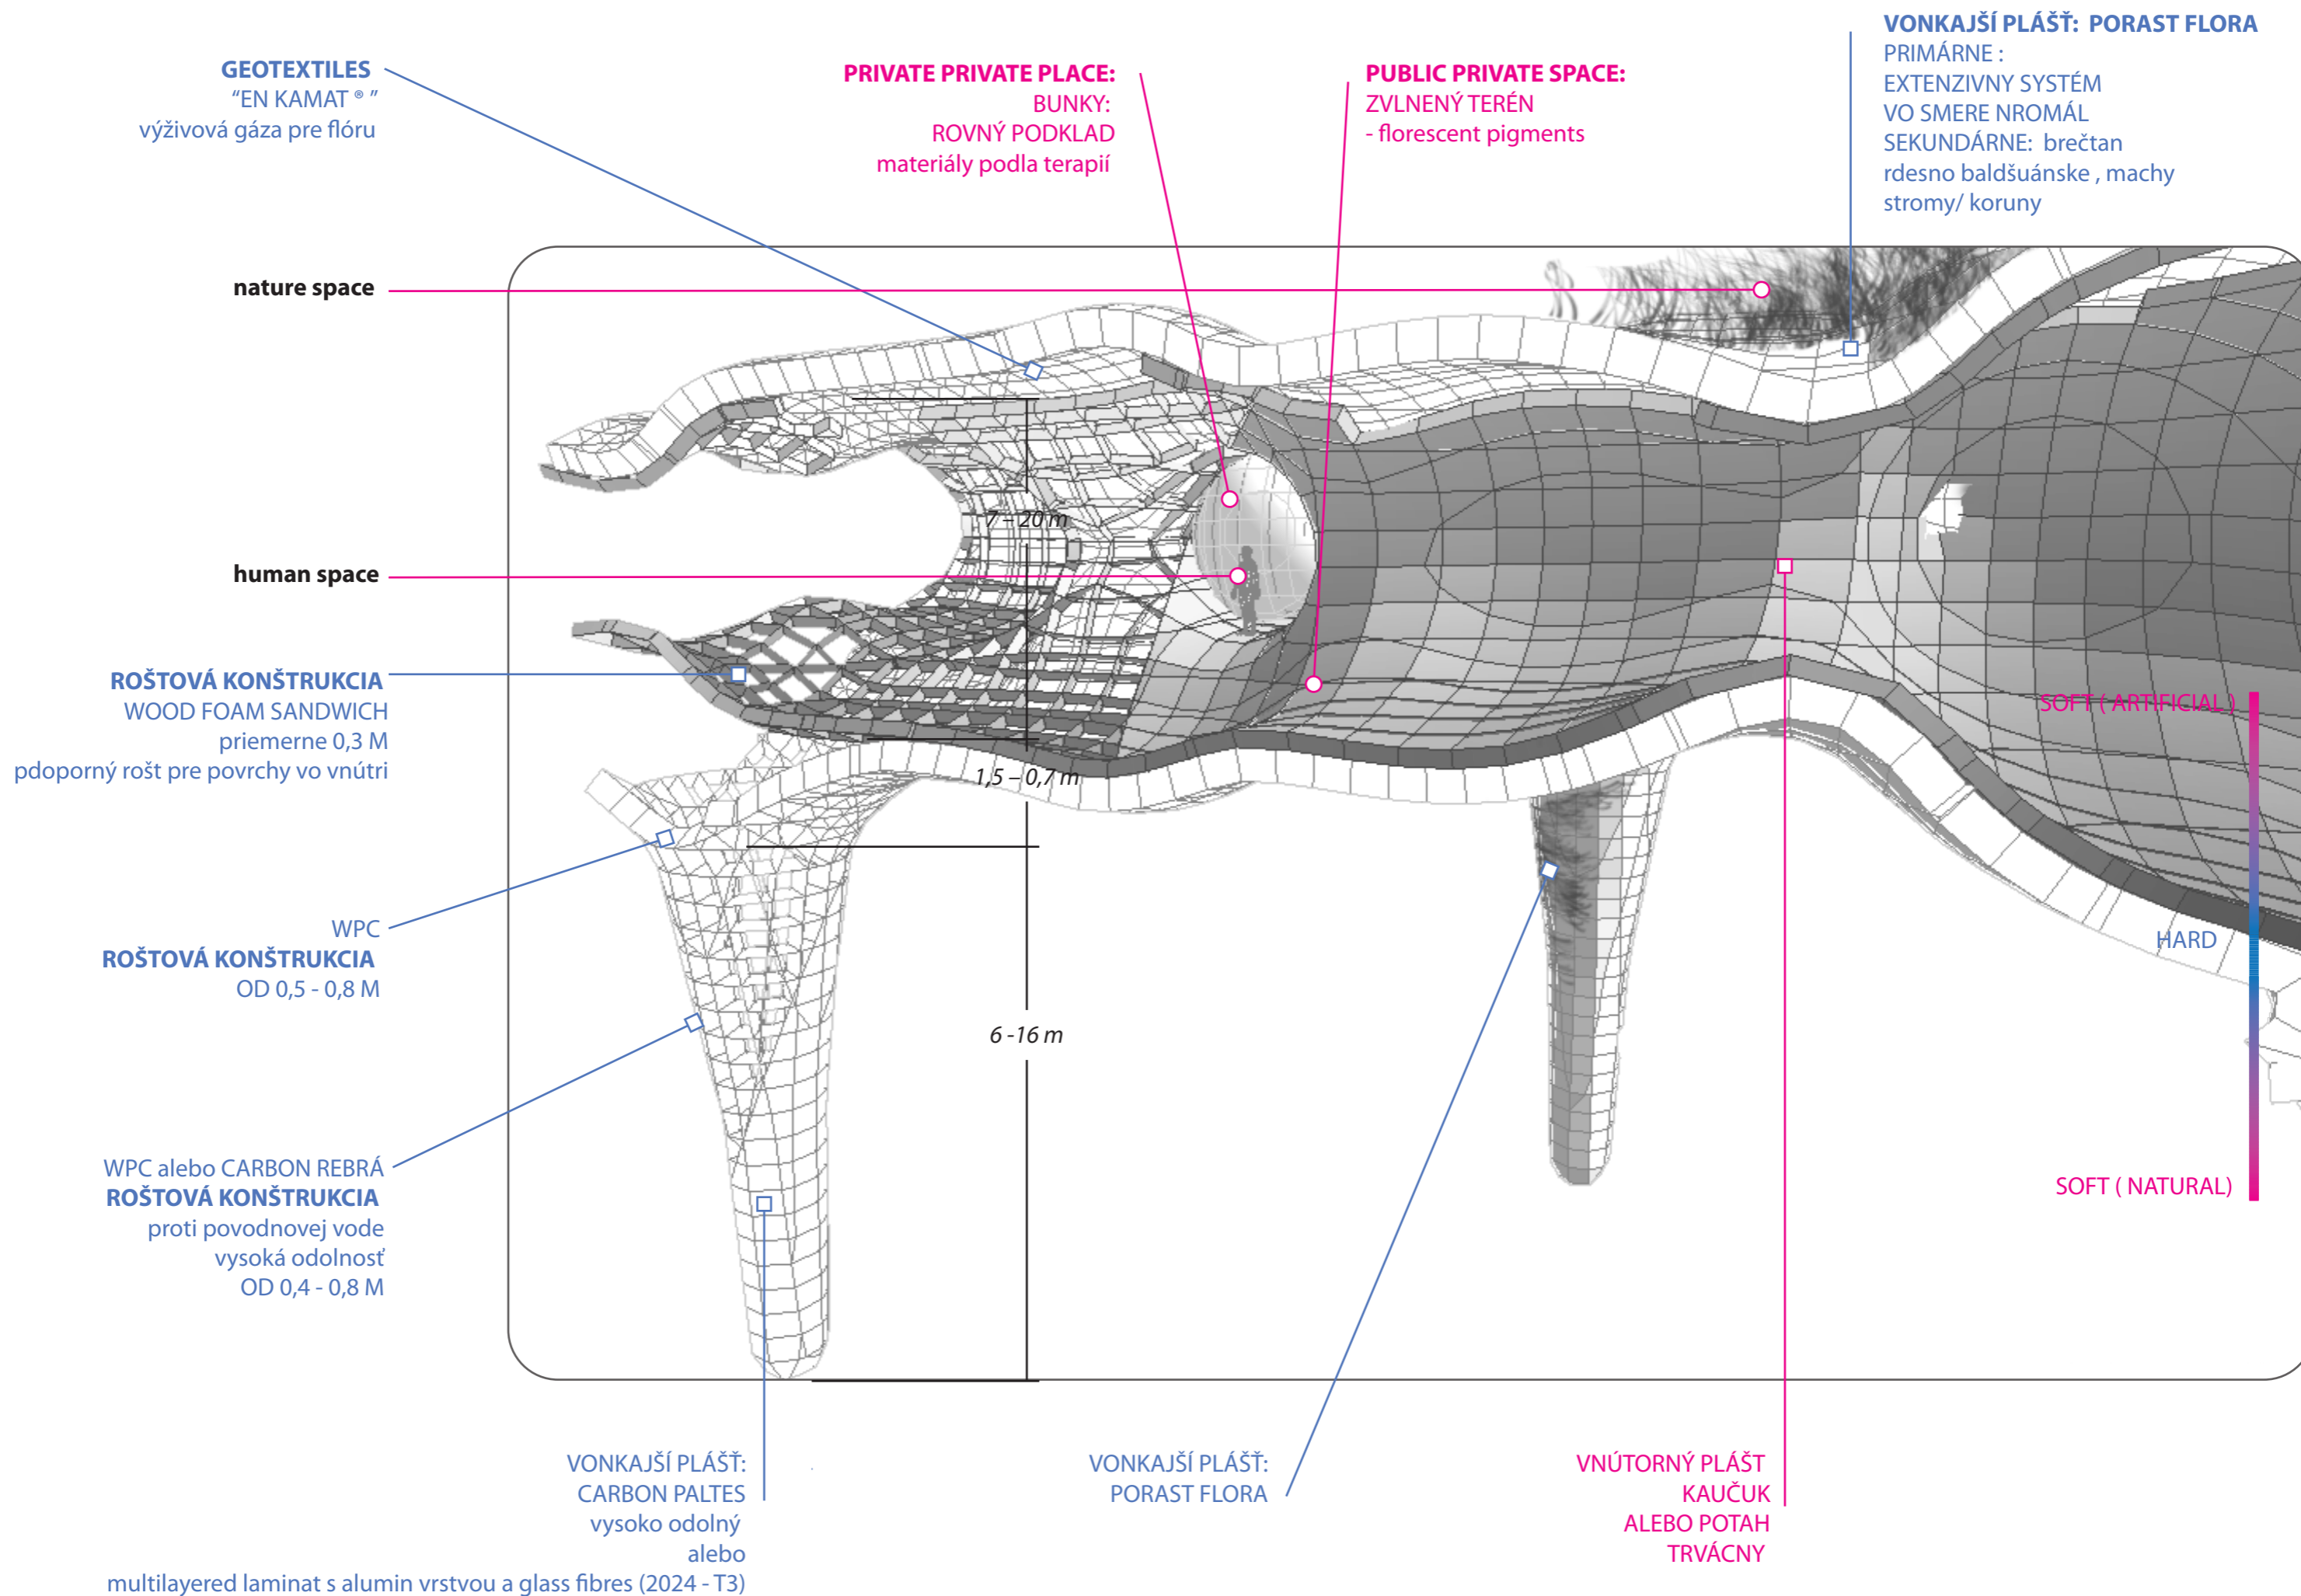 GEOTEXTILES
“EN KAMAT ® ”
výživová gáza pre flóru
PRIVATE PRIVATE PLACE:
BUNKY:
ROVNÝ PODKLAD
materiály podla terapií
PUBLIC PRIVATE SPACE:
ZVLNENÝ TERÉN
- florescent pigments
VONKAJŠÍ PLÁŠŤ: PORAST FLORA
PRIMÁRNE :
EXTENZIVNY SYSTÉM
VO SMERE NROMÁL
SEKUNDÁRNE: brečtan
rdesno baldšuánske , machy
stromy/ koruny
nature space
7 – 20 m
human space
ROŠTOVÁ KONŠTRUKCIA
WOOD FOAM SANDWICH
priemerne 0,3 M
pdoporný rošt pre povrchy vo vnútri
SOFT ( ARTIFICIAL )
1,5 – 0,7 m
WPC
ROŠTOVÁ KONŠTRUKCIA
OD 0,5 - 0,8 M
HARD
6 -16 m
WPC alebo CARBON REBRÁ
ROŠTOVÁ KONŠTRUKCIA
proti povodnovej vode
vysoká odolnosť
OD 0,4 - 0,8 M
SOFT ( NATURAL)
VONKAJŠÍ PLÁŠŤ:
CARBON PALTES
vysoko odolný
alebo
multilayered laminat s alumin vrstvou a glass fibres (2024 - T3)
VONKAJŠÍ PLÁŠŤ:
PORAST FLORA
VNÚTORNÝ PLÁŠT
KAUČUK
ALEBO POTAH
TRVÁCNY